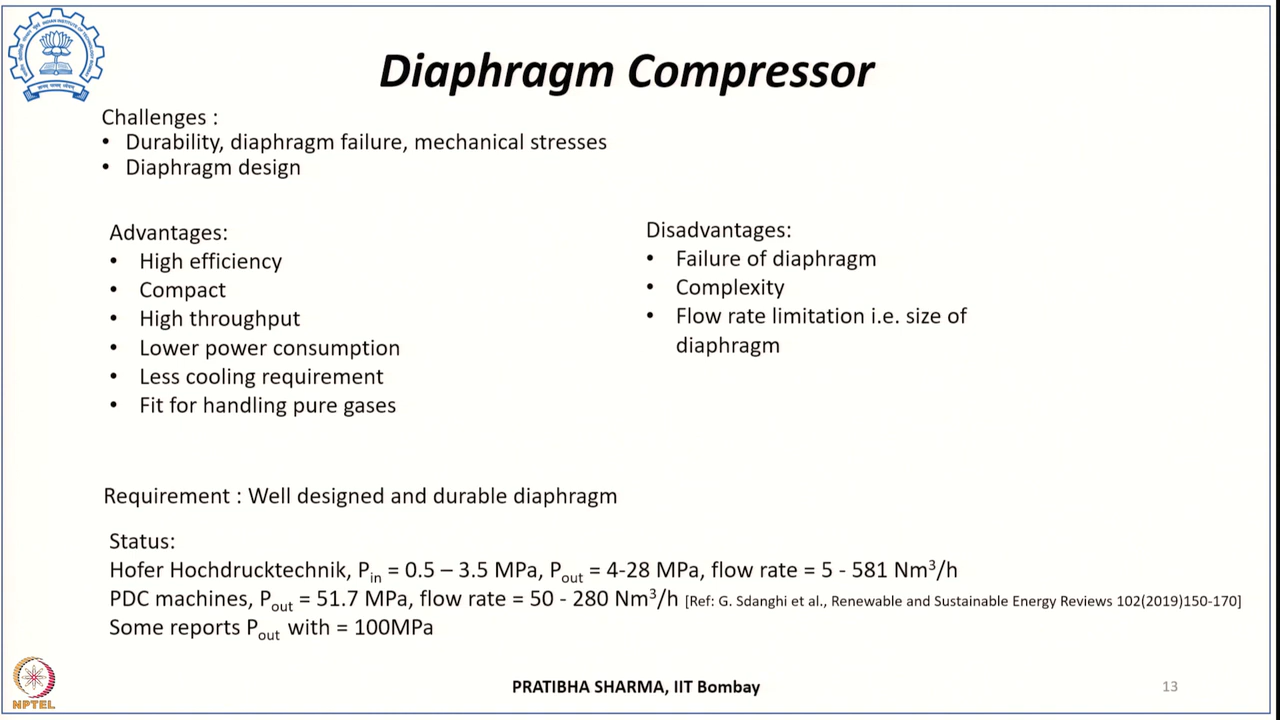 Diaphragm Compressor
Challenges :
• Durability, diaphragm failure, mechanical stresses
• Diaphragm design
Advantages:
• High efficiency
• Compact
• High throughput
• Lower power consumption
• Less cooling requirement
• Fit for handling pure gases
Disadvantages:
• Failure of diaphragm
• Complexity
• Flow rate limitation i.e. size of
diaphragm
Requirement : Well designed and durable diaphragm
Status:
Hofer Hochdrucktechnik, Pin = 0.5 – 3.5 MPa, Pout = 4-28 MPa, flow rate = 5 - 581 Nm³/h
PDC machines, Pout = 51.7 MPa, flow rate = 50 - 280 Nm³/h [Ref: G. Sdanghi et al., Renewable and Sustainable Energy Reviews 102(2019)150-170]
Some reports Pout with = 100MPa
NPTEL
PRATIBHA SHARMA, IIT Bombay
13